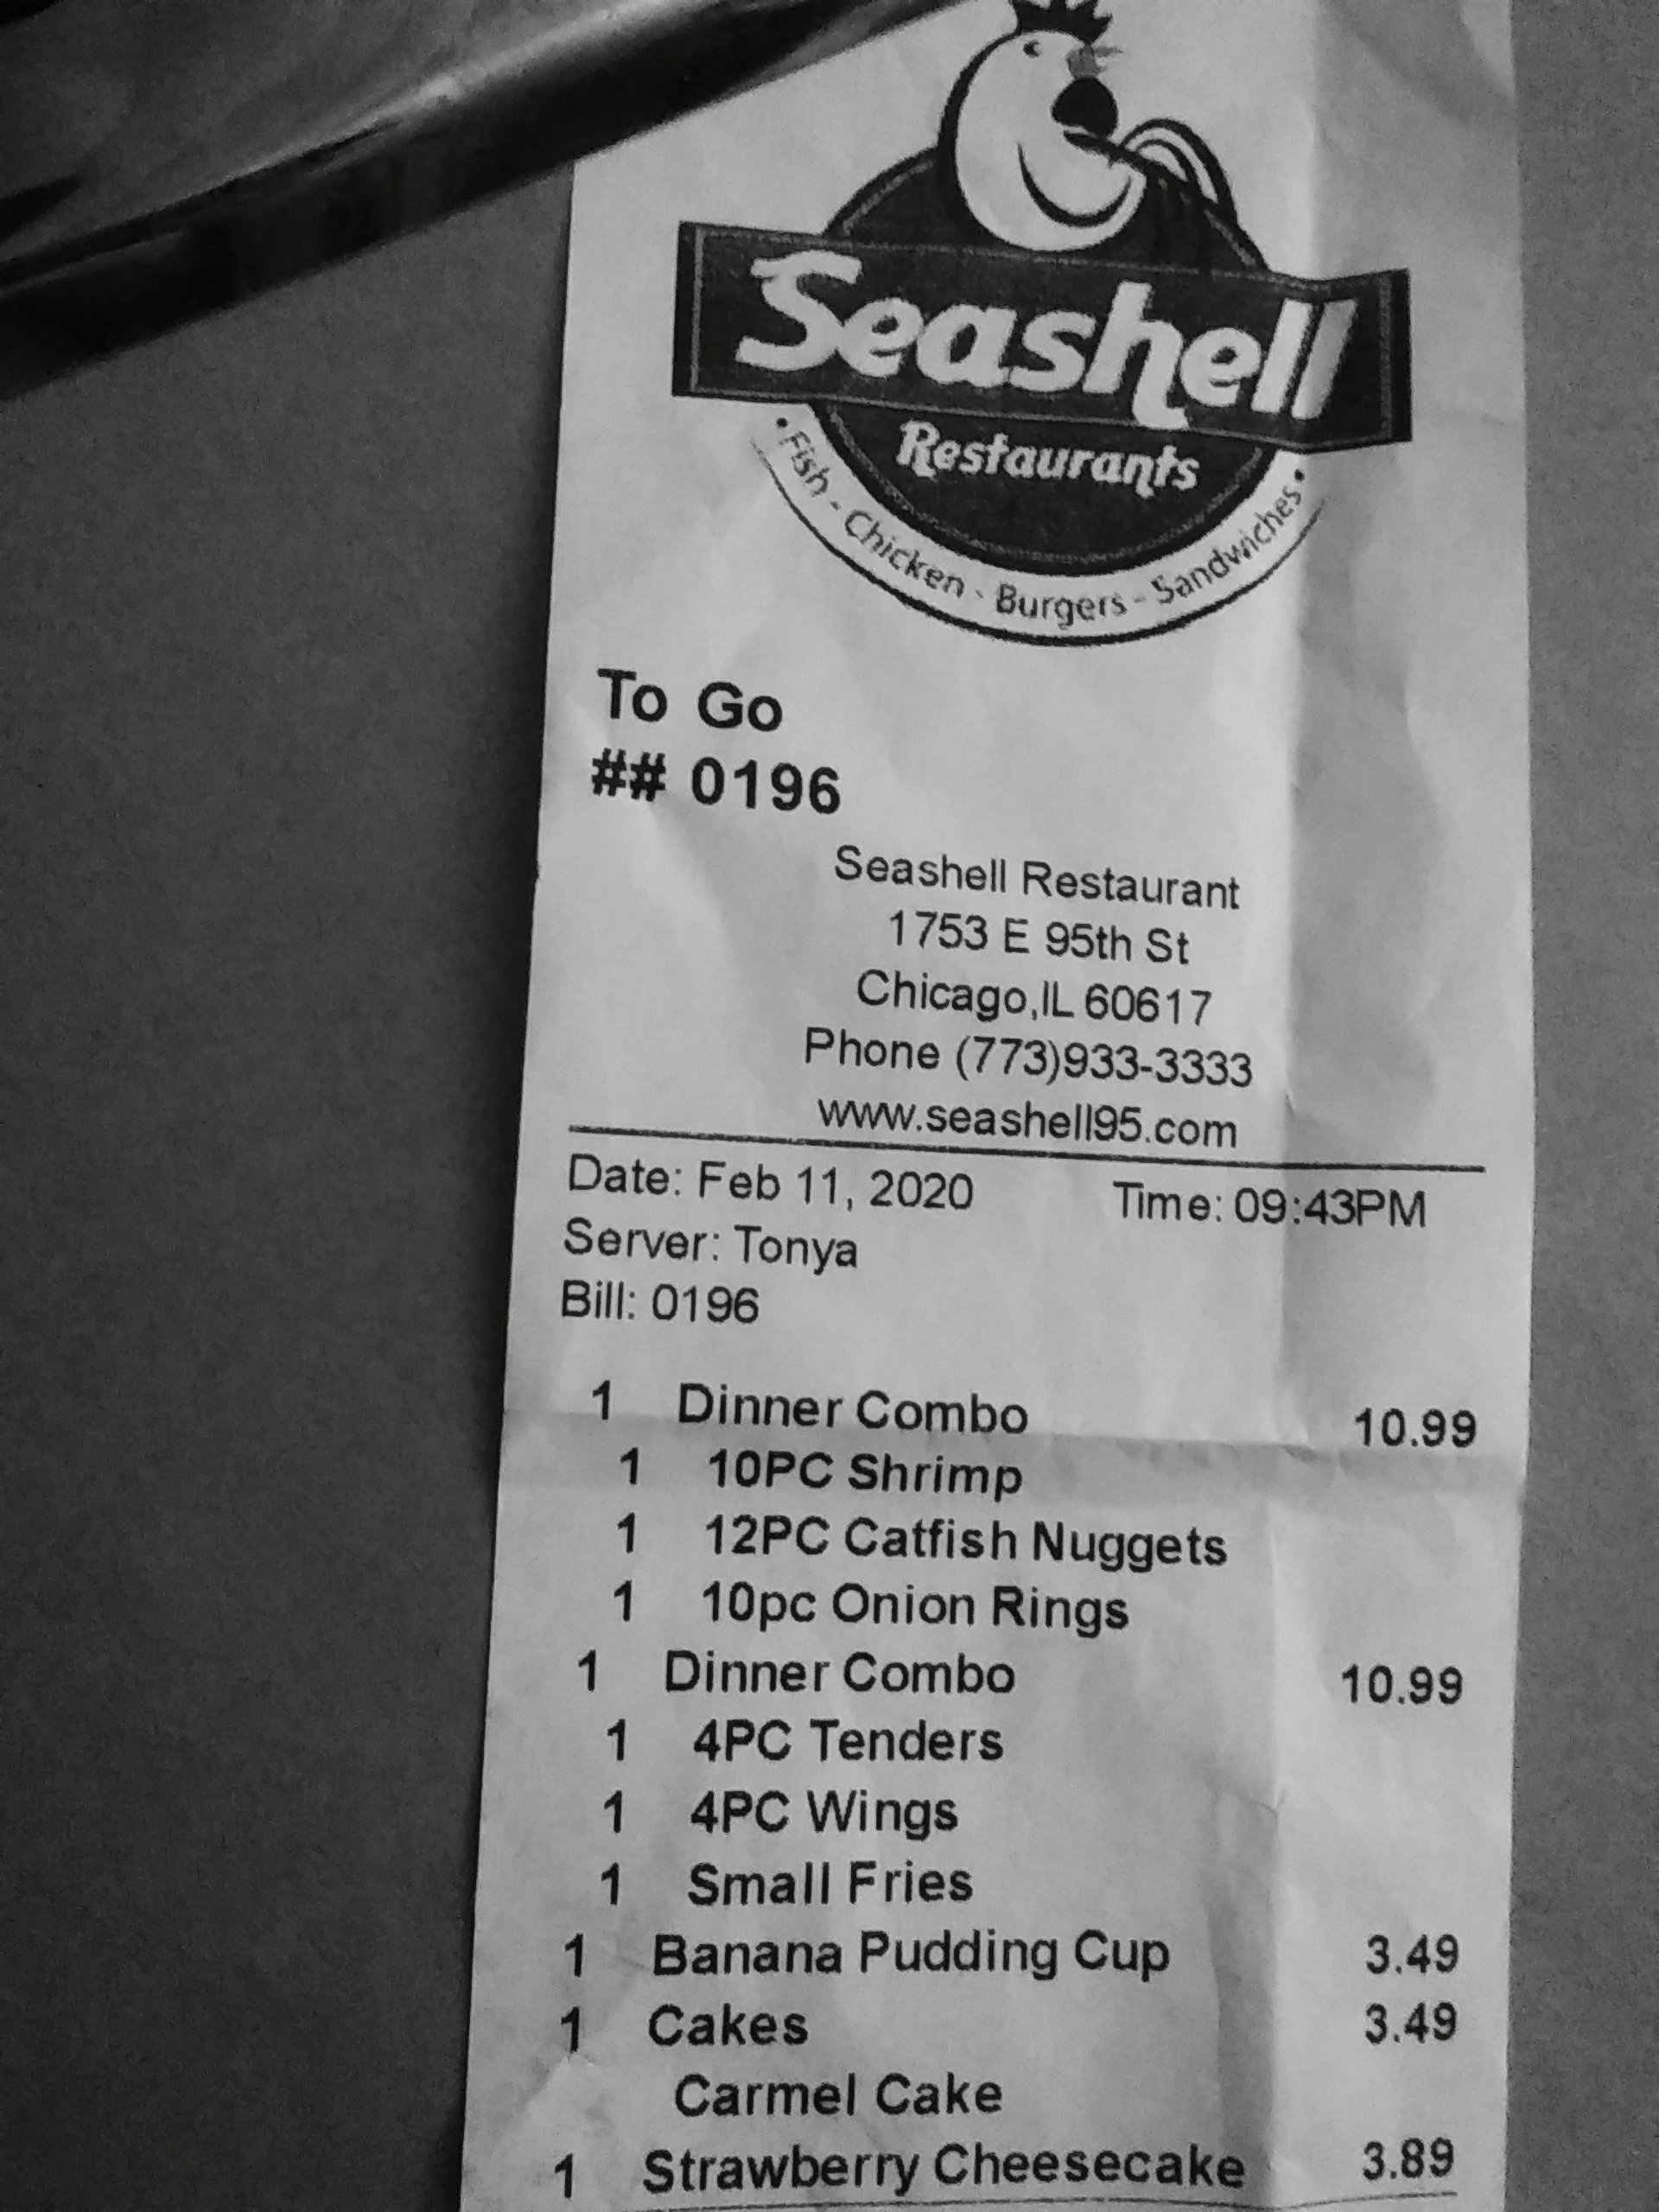 Seashell
Restaurants
• Fish - Chicken - Burgers - Sandwiches •
To Go
## 0196
Seashell Restaurant
1753 E 95th St
Chicago,IL 60617
Phone (773)933-3333
www.seashell95.com
Date: Feb 11, 2020 Time: 09:43PM
Server: Tonya
Bill: 0196
1 Dinner Combo 10.99
1 10PC Shrimp
1 12PC Catfish Nuggets
1 10pc Onion Rings
1 Dinner Combo 10.99
1 4PC Tenders
1 4PC Wings
1 Small Fries
1 Banana Pudding Cup 3.49
1 Cakes 3.49
Carmel Cake
1 Strawberry Cheesecake 3.89